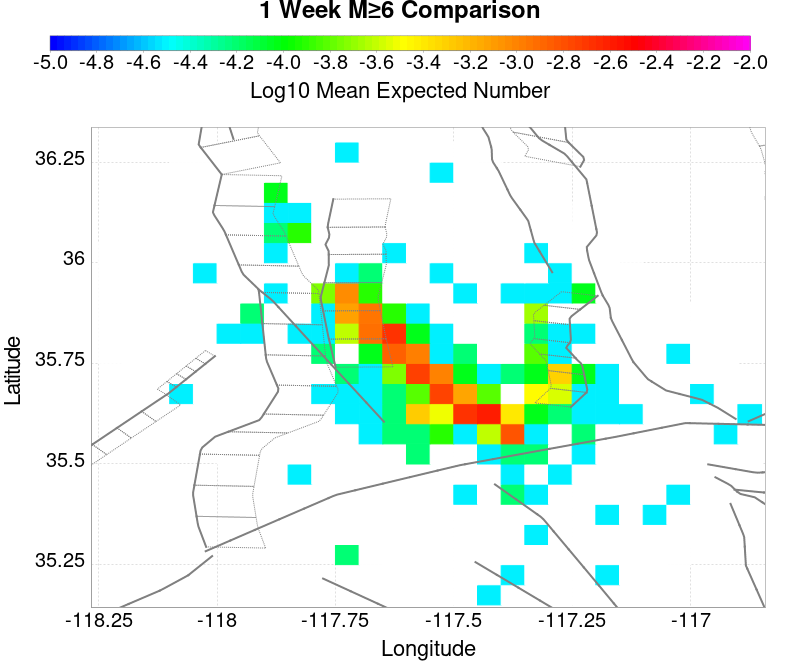 1 Week M≥6 Comparison
-5.0 -4.8 -4.6 -4.4 -4.2 -4.0 -3.8 -3.6 -3.4 -3.2 -3.0 -2.8 -2.6 -2.4 -2.2 -2.0
Log10 Mean Expected Number
36.25
36
35.75
35.5
35.25
Latitude
-118.25 -118 -117.75 -117.5 -117.25 -117
Longitude